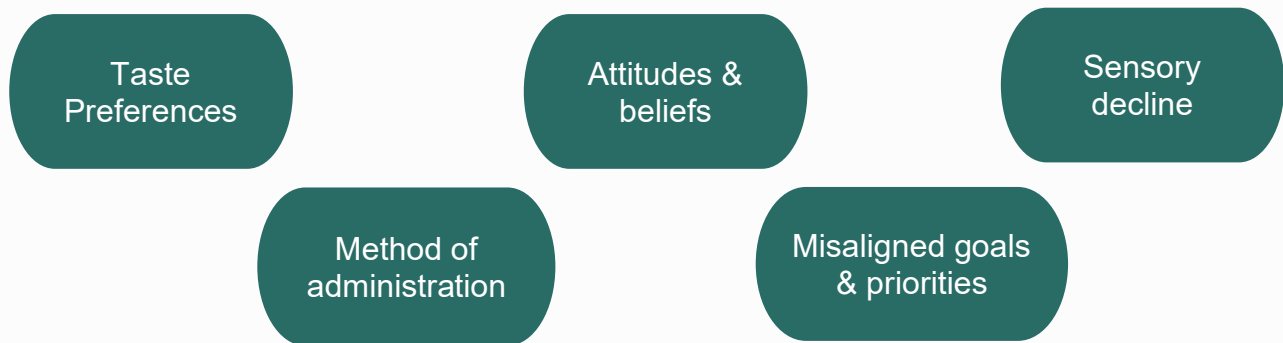 Taste
Preferences
Attitudes &
beliefs
Sensory
decline
Method of
administration
Misaligned goals
& priorities